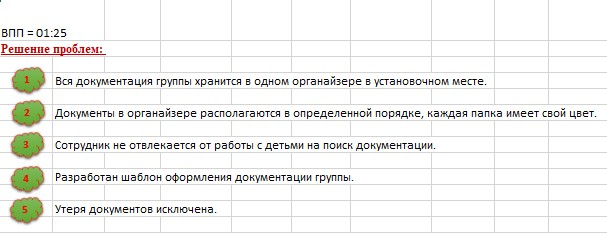 ВПП = 01:25
Решение проблем:
1 Вся документация группы хранится в одном органайзере в установочном месте.
2 Документы в органайзере располагаются в определенной порядке, каждая папка имеет свой цвет.
3 Сотрудник не отвлекается от работы с детьми на поиск документации.
4 Разработан шаблон оформления документации группы.
5 Утеря документов исключена.